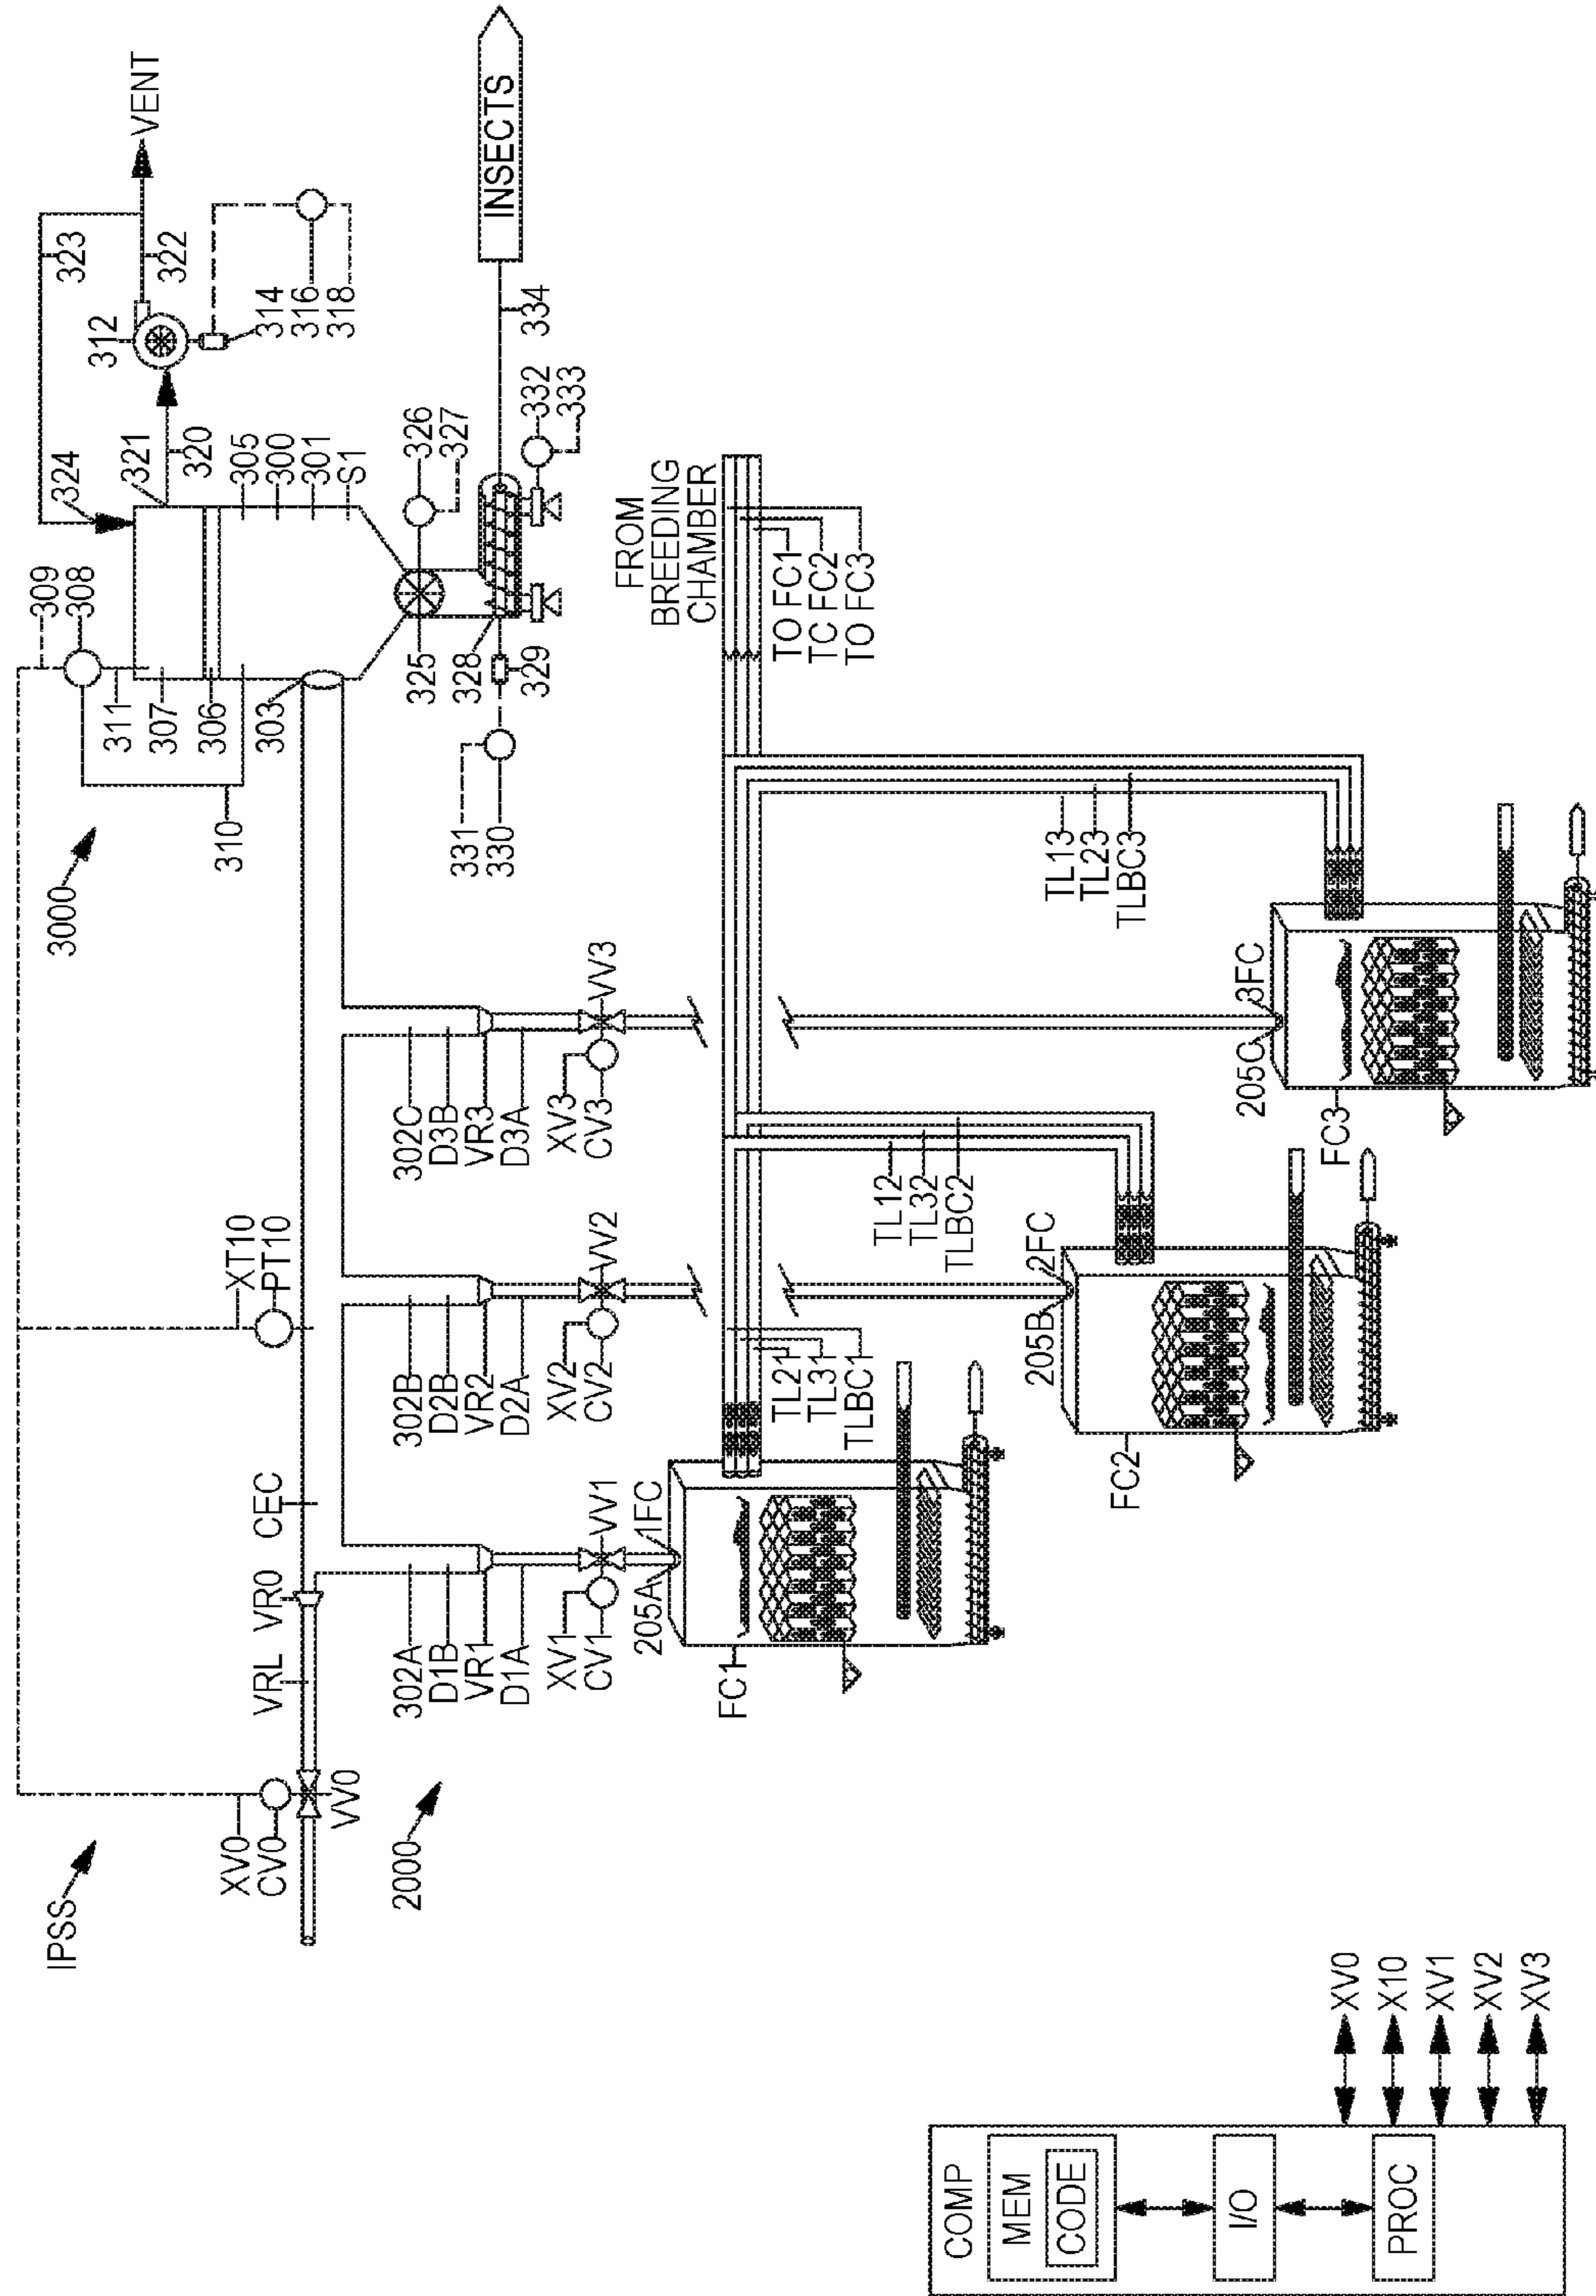 IPSS
XV0
CV0
VV0
VRL
VR0
CEC
XT10
PT10
3000
310
309
308
311
307
306
303
324
321
320
305
300
301
S1
323
312
322
VENT
314
316
318
325
328
326
327
331
330
329
332
333
334
INSECTS
2000
302A
D1B
VR1
D1A
XV1
CV1
VV1
302B
D2B
VR2
D2A
XV2
CV2
VV2
302C
D3B
VR3
D3A
XV3
CV3
VV3
FROM
BREEDING
CHAMBER
TO FC1
TC FC2
TO FC3
205A
1FC
FC1
TL21
TL31
TLBC1
205B
2FC
FC2
TL12
TL32
TLBC2
205C
3FC
FC3
TL13
TL23
TLBC3
COMP
MEM
CODE
I/O
PROC
XV0
X10
XV1
XV2
XV3